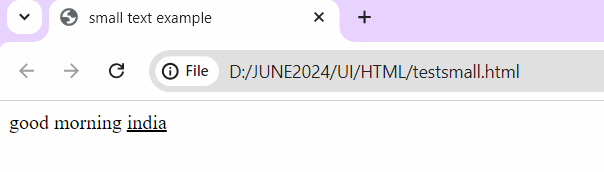 small text example
File D:/JUNE2024/UI/HTML/testsmall.html
good morning india